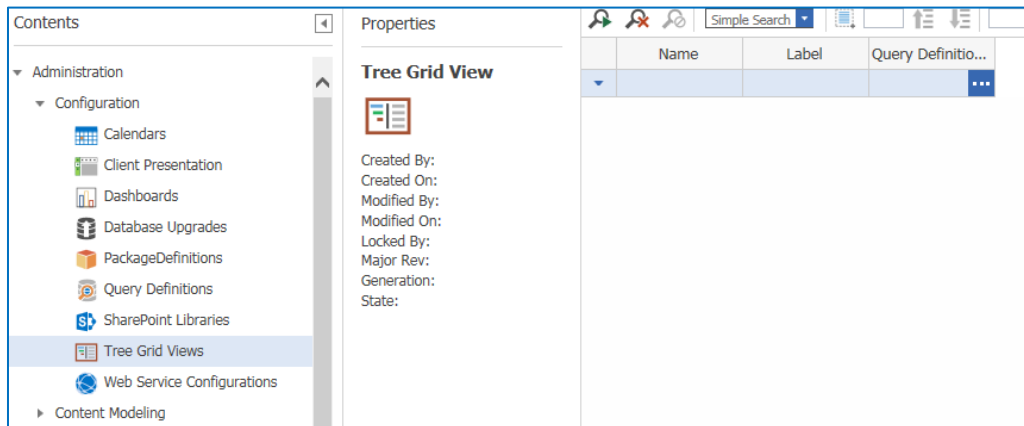 Contents
Administration
Configuration
Calendars
Client Presentation
Dashboards
Database Upgrades
PackageDefinitions
Query Definitions
SharePoint Libraries
Tree Grid Views
Web Service Configurations
Content Modeling
Properties
Tree Grid View
Created By:
Created On:
Modified By:
Modified On:
Locked By:
Major Rev:
Generation:
State:
Simple Search
Name Label Query Definitio...